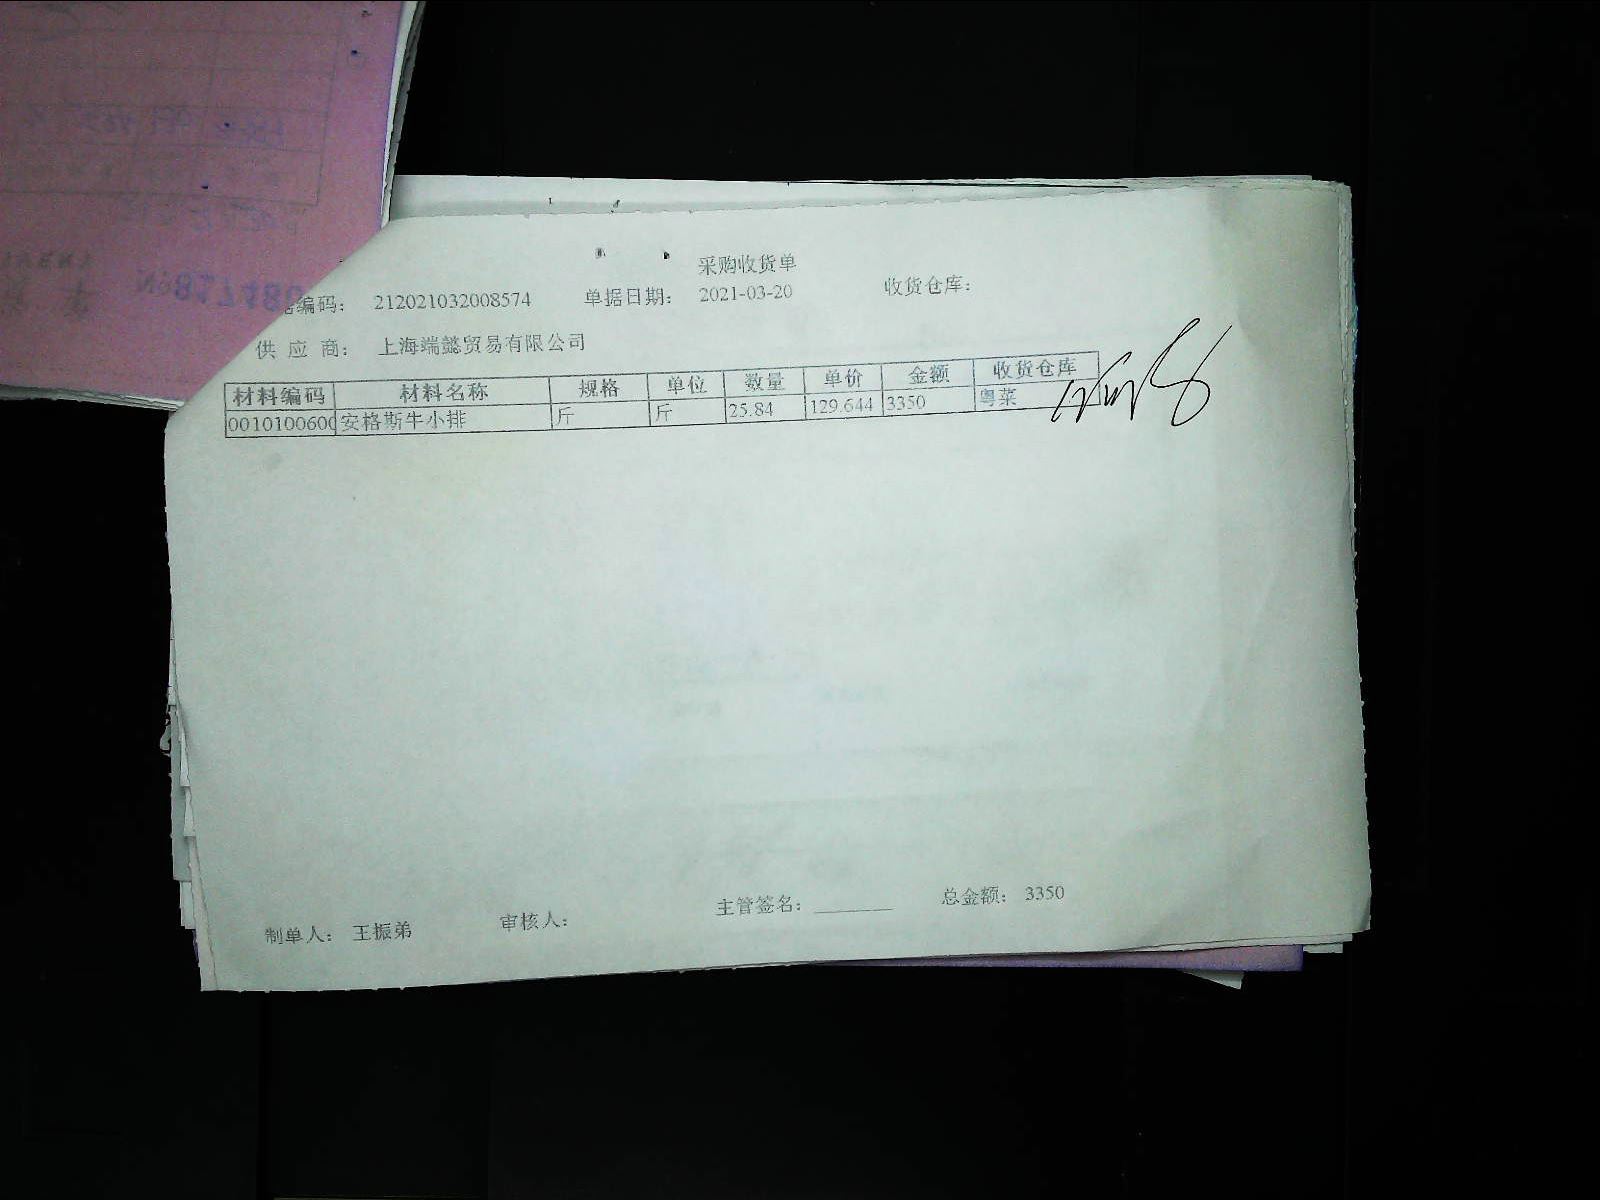 采购收货单
编码： 212021032008574 单据日期： 2021-03-20 收货仓库：
供 应 商： 上海端懿贸易有限公司
材料编码 材料名称 规格 单位 数量 单价 金额 收货仓库
0010100600 安格斯牛小排 斤 斤 25.84 129.644 3350 粤菜
制单人： 王振弟 审核人： 主管签名： 总金额： 3350